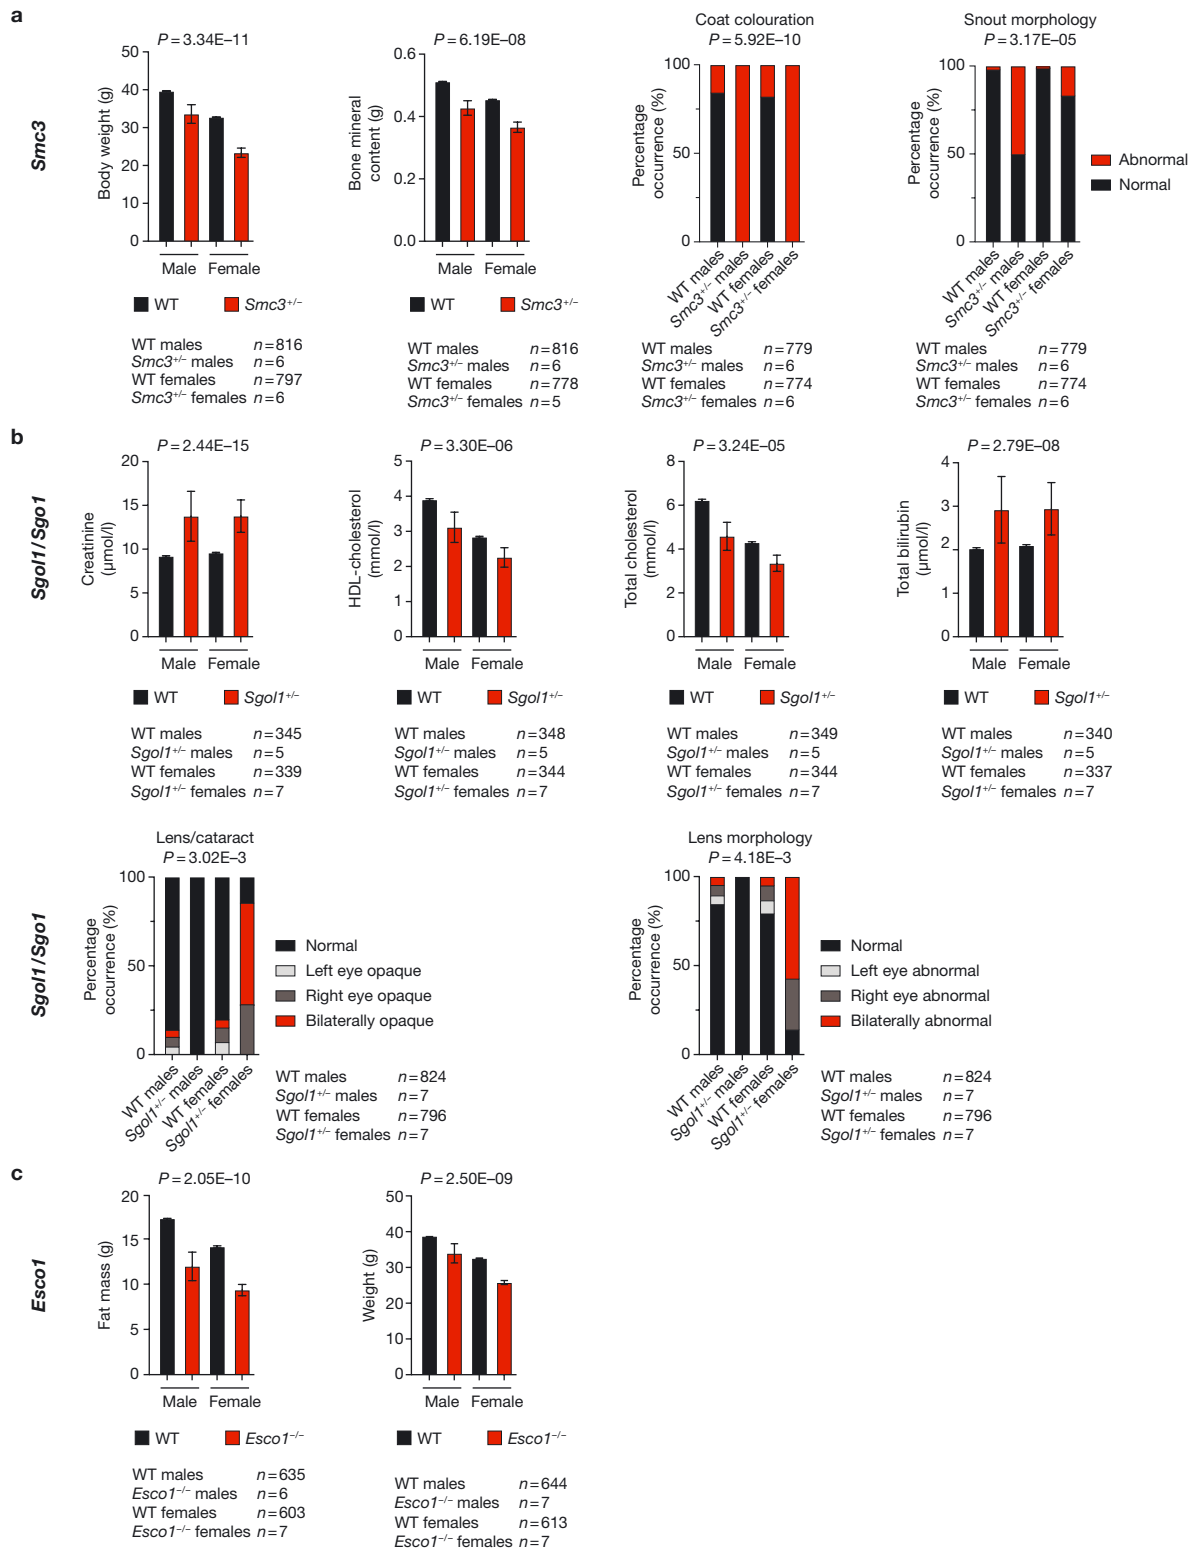 a
Smc3
P = 3.34E–11
Body weight (g)
50
40
30
20
10
0
Male Female
WT Smc3+/–
WT males n = 816
Smc3+/– males n = 6
WT females n = 797
Smc3+/– females n = 6
P = 6.19E–08
Bone mineral
content (g)
0.6
0.4
0.2
0.0
Male Female
WT Smc3+/–
WT males n = 816
Smc3+/– males n = 6
WT females n = 778
Smc3+/– females n = 5
Coat colouration
P = 5.92E–10
Percentage
occurrence (%)
100
50
0
WT males
Smc3+/– males
WT females
Smc3+/– females
WT males n = 779
Smc3+/– males n = 6
WT females n = 774
Smc3+/– females n = 6
Snout morphology
P = 3.17E–05
Percentage
occurrence (%)
100
50
0
WT males
Smc3+/– males
WT females
Smc3+/– females
Abnormal
Normal
WT males n = 779
Smc3+/– males n = 6
WT females n = 774
Smc3+/– females n = 6
b
Sgol1/Sgo1
P = 2.44E–15
Creatinine
(µmol/l)
20
15
10
5
0
Male Female
WT Sgol1+/–
WT males n = 345
Sgol1+/– males n = 5
WT females n = 339
Sgol1+/– females n = 7
P = 3.30E–06
HDL-cholesterol
(mmol/l)
5
4
3
2
1
0
Male Female
WT Sgol1+/–
WT males n = 348
Sgol1+/– males n = 5
WT females n = 344
Sgol1+/– females n = 7
P = 3.24E–05
Total cholesterol
(mmol/l)
8
6
4
2
0
Male Female
WT Sgol1+/–
WT males n = 349
Sgol1+/– males n = 5
WT females n = 344
Sgol1+/– females n = 7
P = 2.79E–08
Total bilirubin
(µmol/l)
4
3
2
1
0
Male Female
WT Sgol1+/–
WT males n = 340
Sgol1+/– males n = 5
WT females n = 337
Sgol1+/– females n = 7
Sgol1/Sgo1
Lens/cataract
P = 3.02E–3
Percentage
occurrence (%)
100
50
0
WT males
Sgol1+/– males
WT females
Sgol1+/– females
Normal
Left eye opaque
Right eye opaque
Bilaterally opaque
WT males n = 824
Sgol1+/– males n = 7
WT females n = 796
Sgol1+/– females n = 7
Lens morphology
P = 4.18E–3
Percentage
occurrence (%)
100
50
0
WT males
Sgol1+/– males
WT females
Sgol1+/– females
Normal
Left eye abnormal
Right eye abnormal
Bilaterally abnormal
WT males n = 824
Sgol1+/– males n = 7
WT females n = 796
Sgol1+/– females n = 7
c
Esco1
P = 2.05E–10
Fat mass (g)
20
15
10
5
0
Male Female
WT Esco1–/–
WT males n = 635
Esco1–/– males n = 6
WT females n = 603
Esco1–/– females n = 7
P = 2.50E–09
Weight (g)
50
40
30
20
10
0
Male Female
WT Esco1–/–
WT males n = 644
Esco1–/– males n = 7
WT females n = 613
Esco1–/– females n = 7